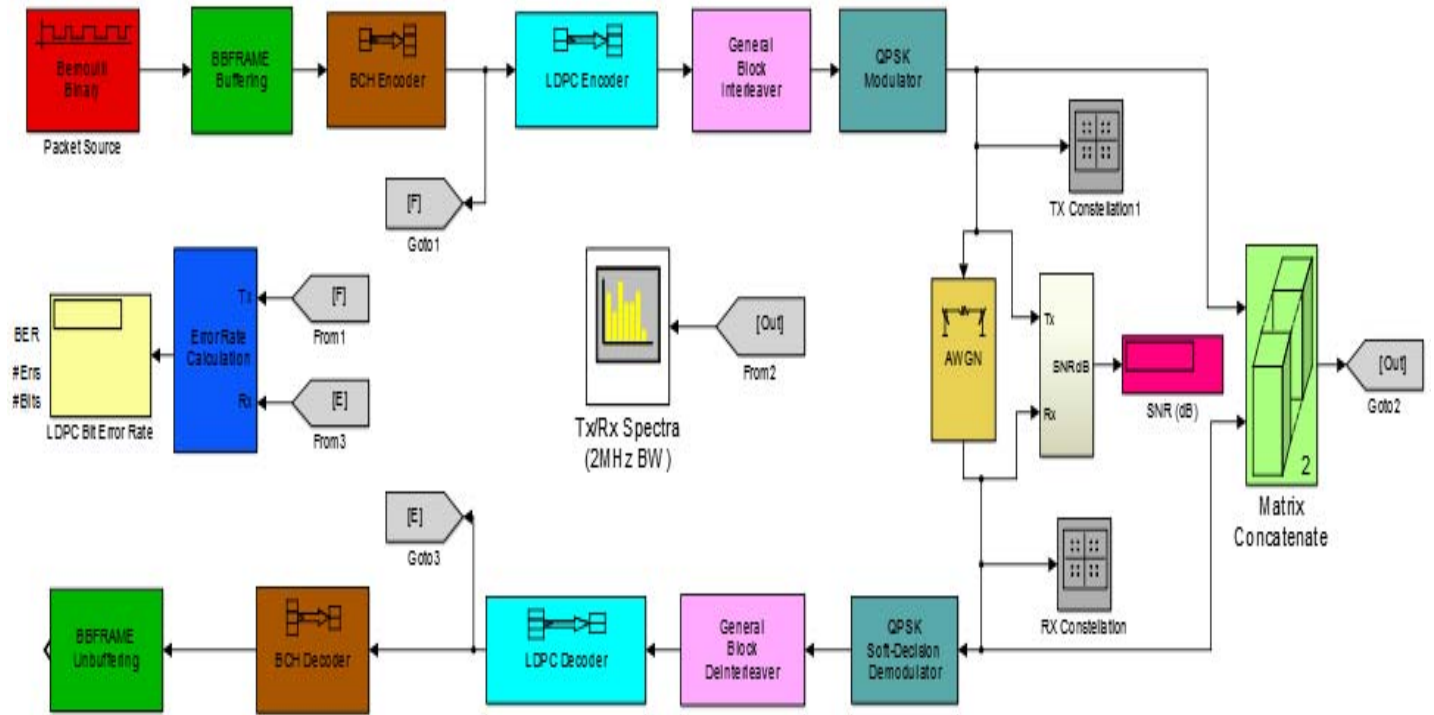 Bernoulli
Binary
Packet Source
BBFRAME
Buffering
BCH Encoder
LDPC Encoder
General
Block
Interleaver
QPSK
Modulator
TX Constellation1
[F]
Goto1
BER
#Errs
#Bits
LDPC Bit Error Rate
Tx
Error Rate
Calculation
Rx
[F]
From1
[E]
From3
Tx/Rx Spectra
(2MHz BW)
[Out]
From2
AWGN
Tx
SNRdB
Rx
SNR (dB)
2
Matrix
Concatenate
[Out]
Goto2
[E]
Goto3
RX Constellation
BBFRAME
Unbuffering
BCH Decoder
LDPC Decoder
General
Block
Deinterleaver
QPSK
Soft-Decision
Demodulator